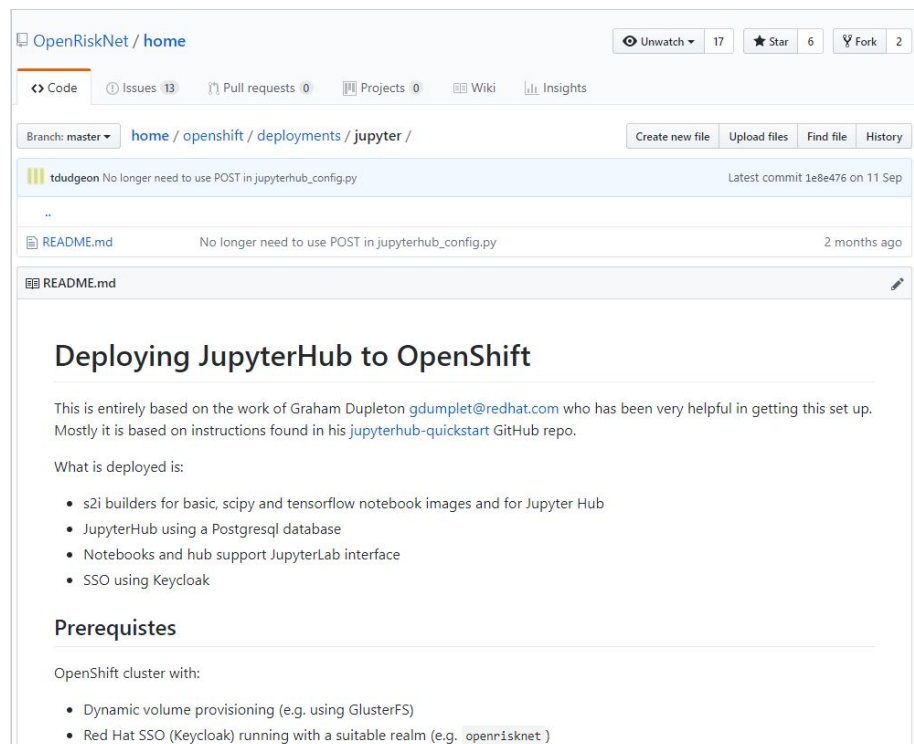 OpenRiskNet / home
Unwatch 17 Star 6 Fork 2
Code Issues 13 Pull requests 0 Projects 0 Wiki Insights
Branch: master home / openshift / deployments / jupyter / Create new file Upload files Find file History
tdudgeon No longer need to use POST in jupyterhub_config.py Latest commit 1e8e476 on 11 Sep
..
README.md No longer need to use POST in jupyterhub_config.py 2 months ago
README.md
Deploying JupyterHub to OpenShift
This is entirely based on the work of Graham Dupleton gdumplet@redhat.com who has been very helpful in getting this set up.
Mostly it is based on instructions found in his jupyterhub-quickstart GitHub repo.
What is deployed is:
• s2i builders for basic, scipy and tensorflow notebook images and for Jupyter Hub
• JupyterHub using a Postgresql database
• Notebooks and hub support JupyterLab interface
• SSO using Keycloak
Prerequistes
OpenShift cluster with:
• Dynamic volume provisioning (e.g. using GlusterFS)
• Red Hat SSO (Keycloak) running with a suitable realm (e.g. openrisknet )